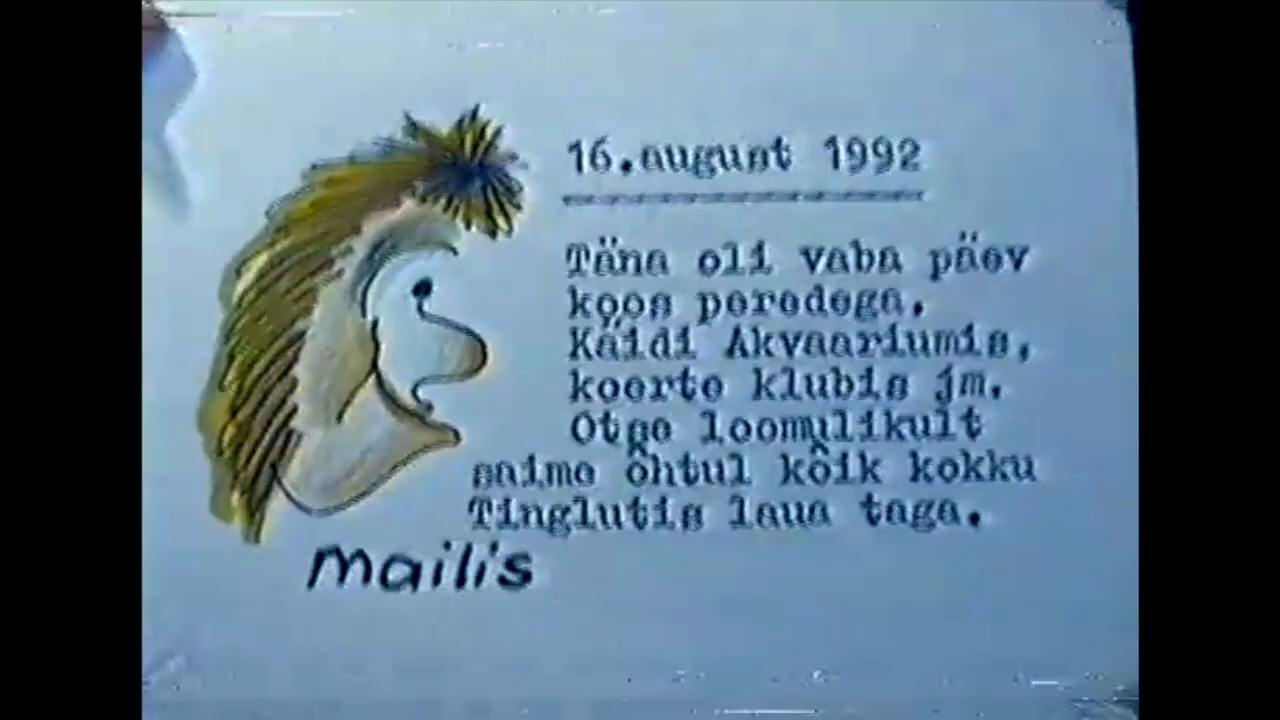 16.august 1992
Täna oli vaba päev
koos peredega.
Käidi Akvaariumis,
koerte klubis jm.
Otse loomulikult
saime õhtul kõik kokku
Tinglutis laua taga.
mailis